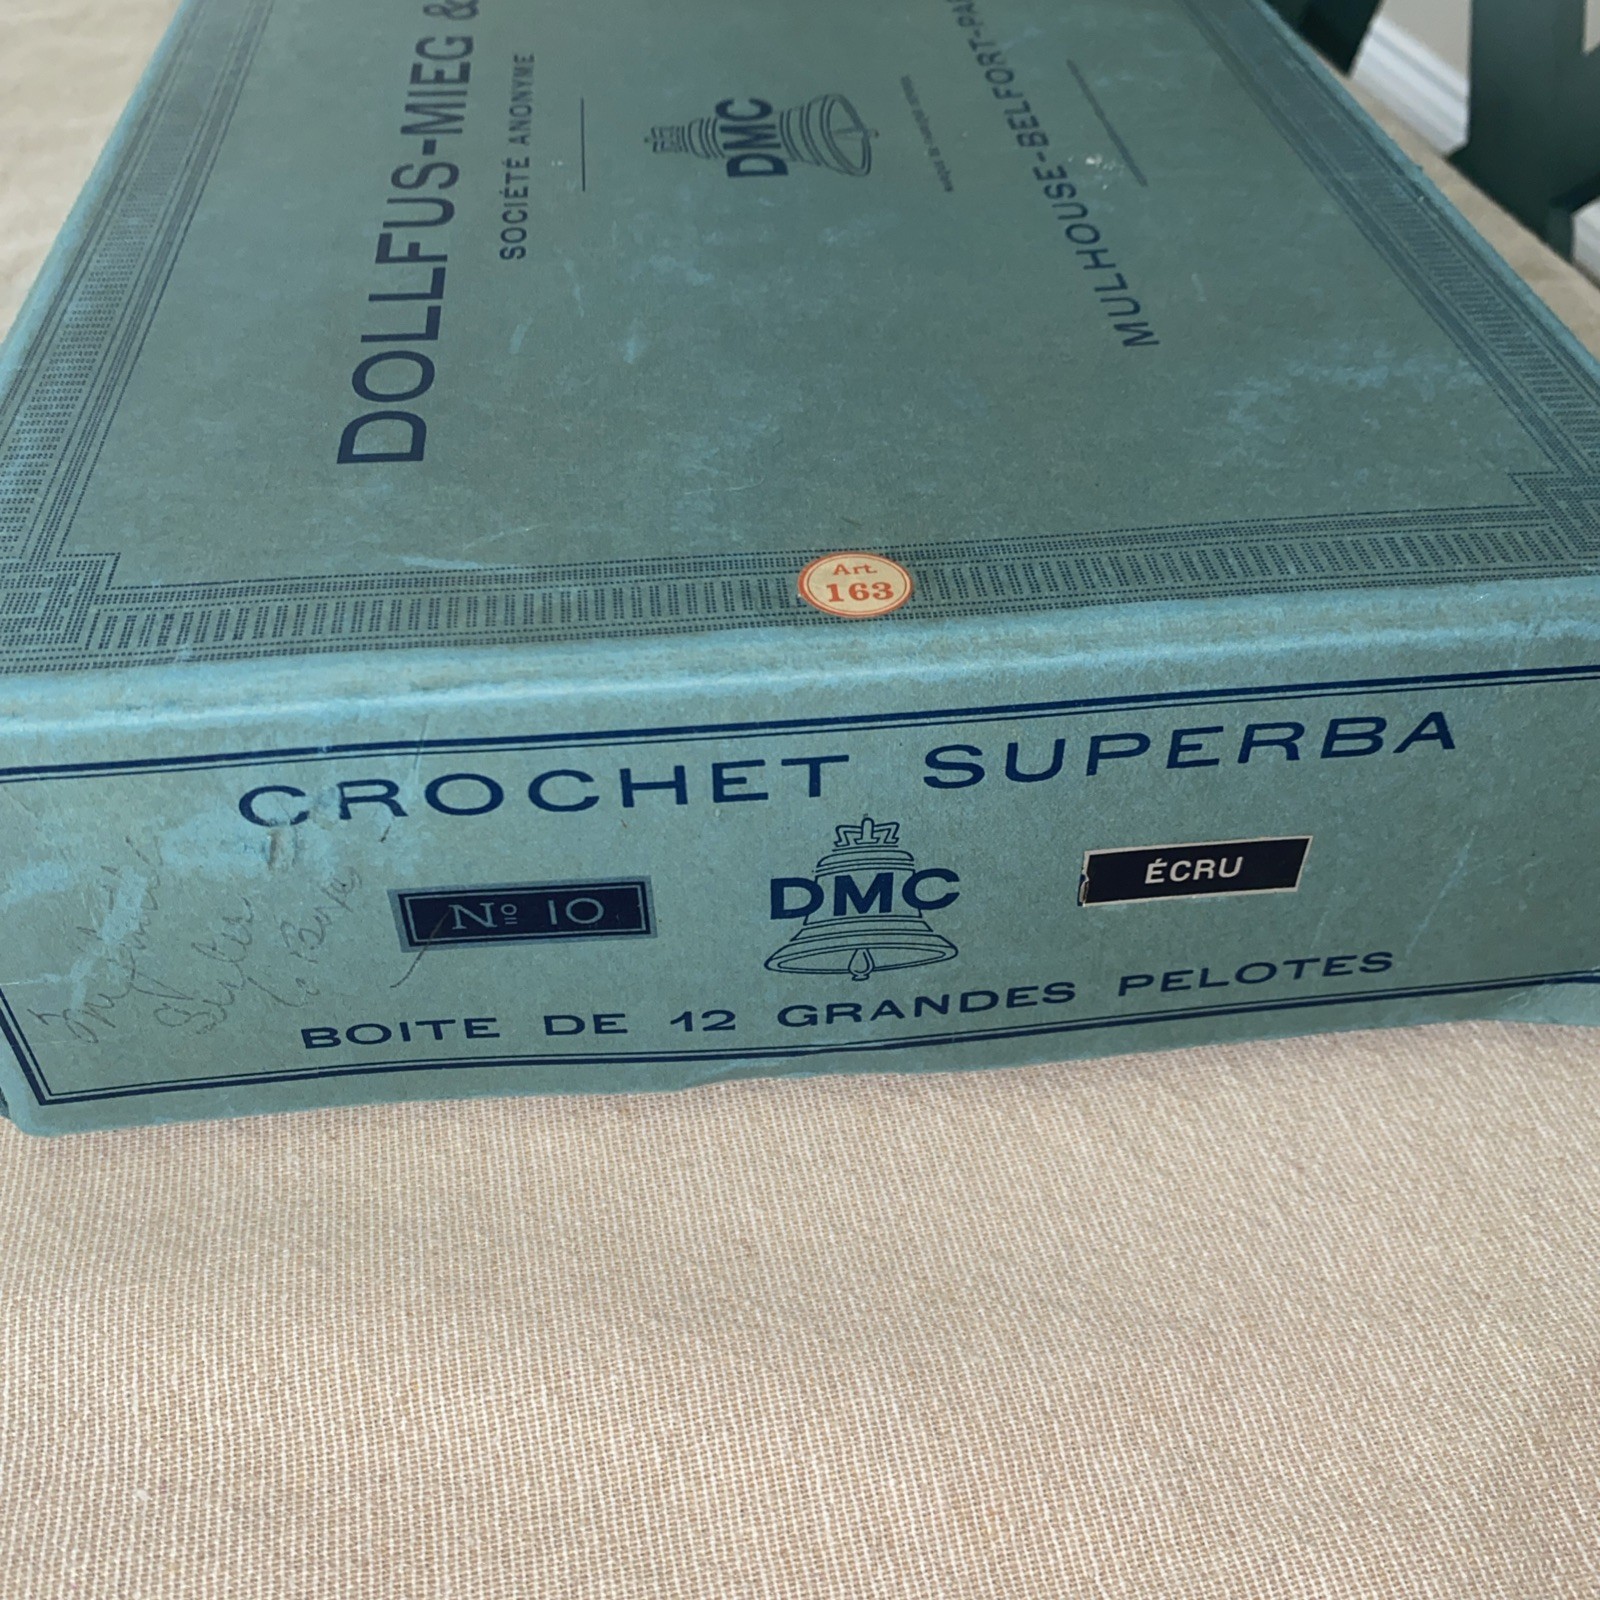 DOLLFUS-MIEG &
SOCIÉTÉ ANONYME
DMC
MULHOUSE-BELFORT-PA
Art.
163
CROCHET SUPERBA
Nº 10
DMC
ÉCRU
BOITE DE 12 GRANDES PELOTES